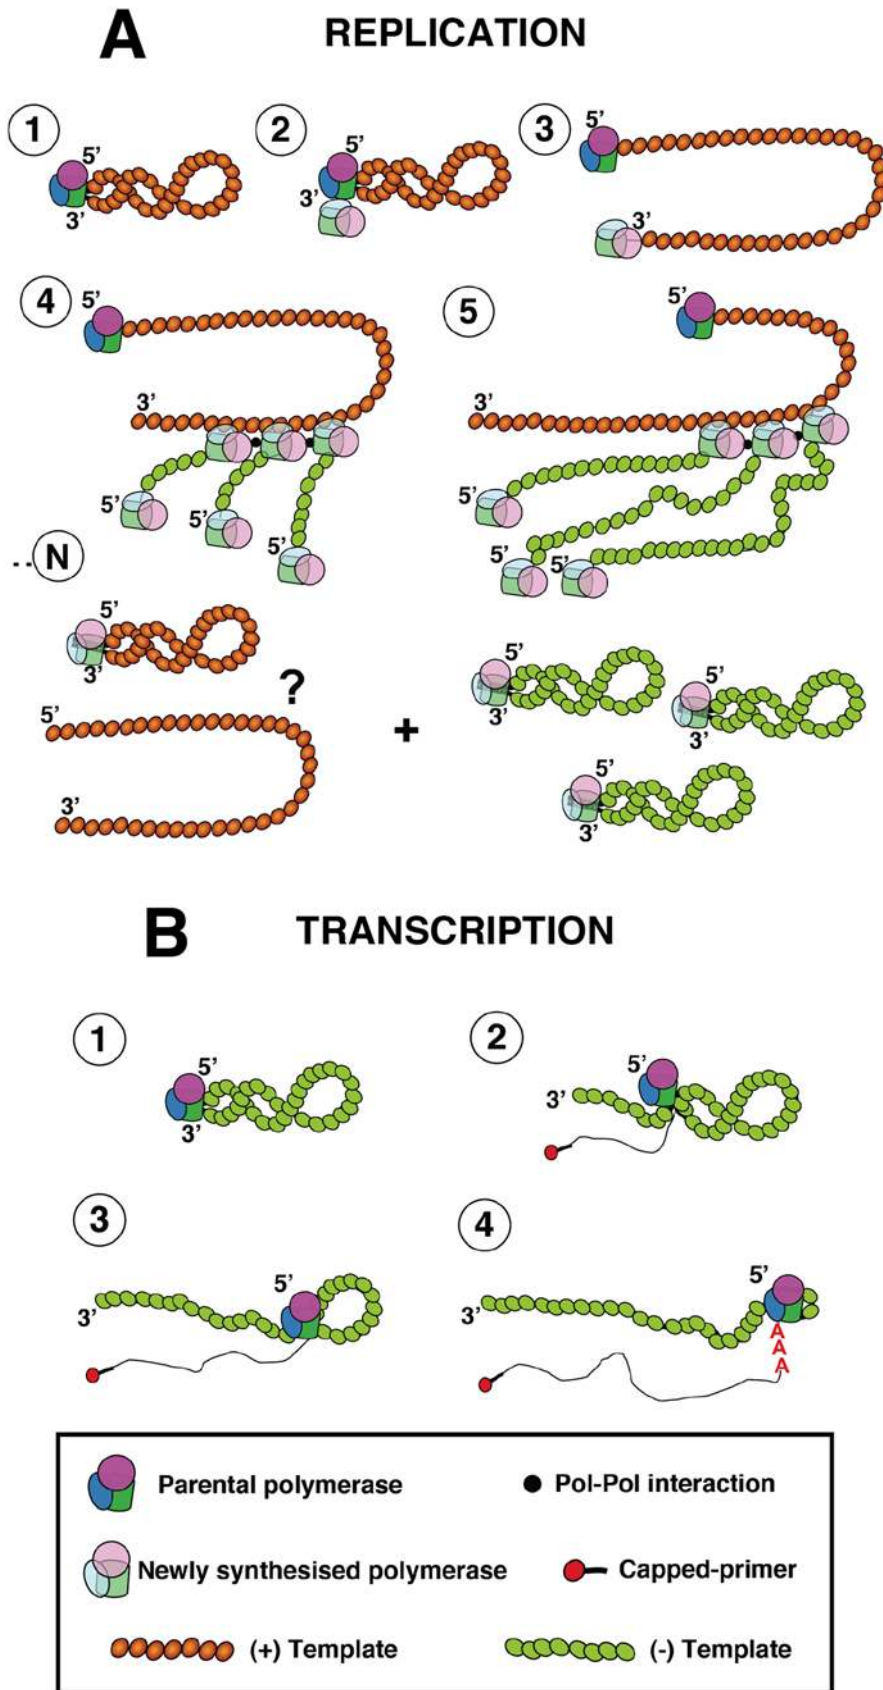 A REPLICATION
1 2 3
5' 5' 5'
3' 3' 3'
4 5
5' 5'
3' 3'
5' 5' 5' 5' 5' 5'
--N
5' 5' 5'
3' 3' 3'
?
5' + 5'
3' 3'
B TRANSCRIPTION
1 2
5' 5'
3' 3'
3 4
5' 5'
3' 3'
A
A
A
Parental polymerase Pol-Pol interaction
Newly synthesised polymerase Capped-primer
(+) Template (-) Template